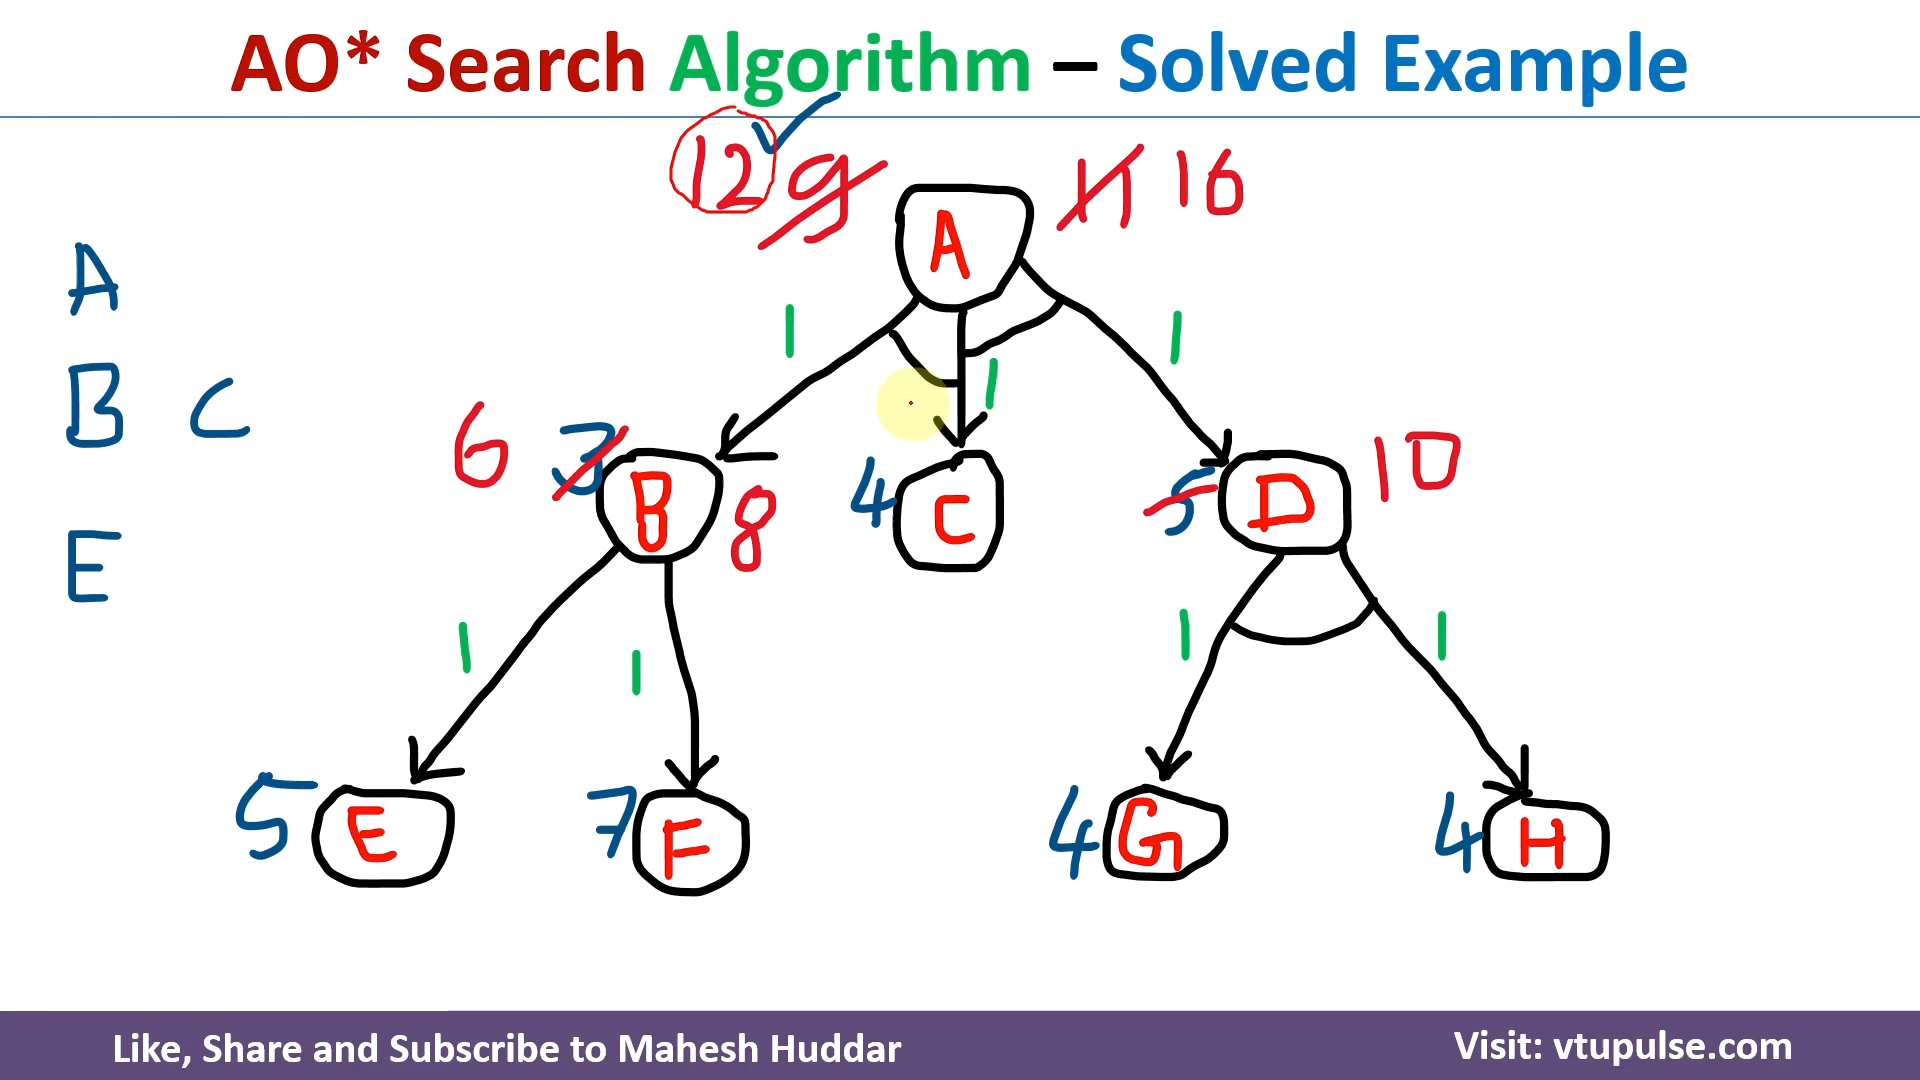 AO* Search Algorithm – Solved Example
12 9 A 11 16
A
1 1 1
B C
6 3 B 8 4 C 5 D 10
E
1 1 1 1
5 E 7 F 4 G 4 H
Like, Share and Subscribe to Mahesh Huddar
Visit: vtupulse.com